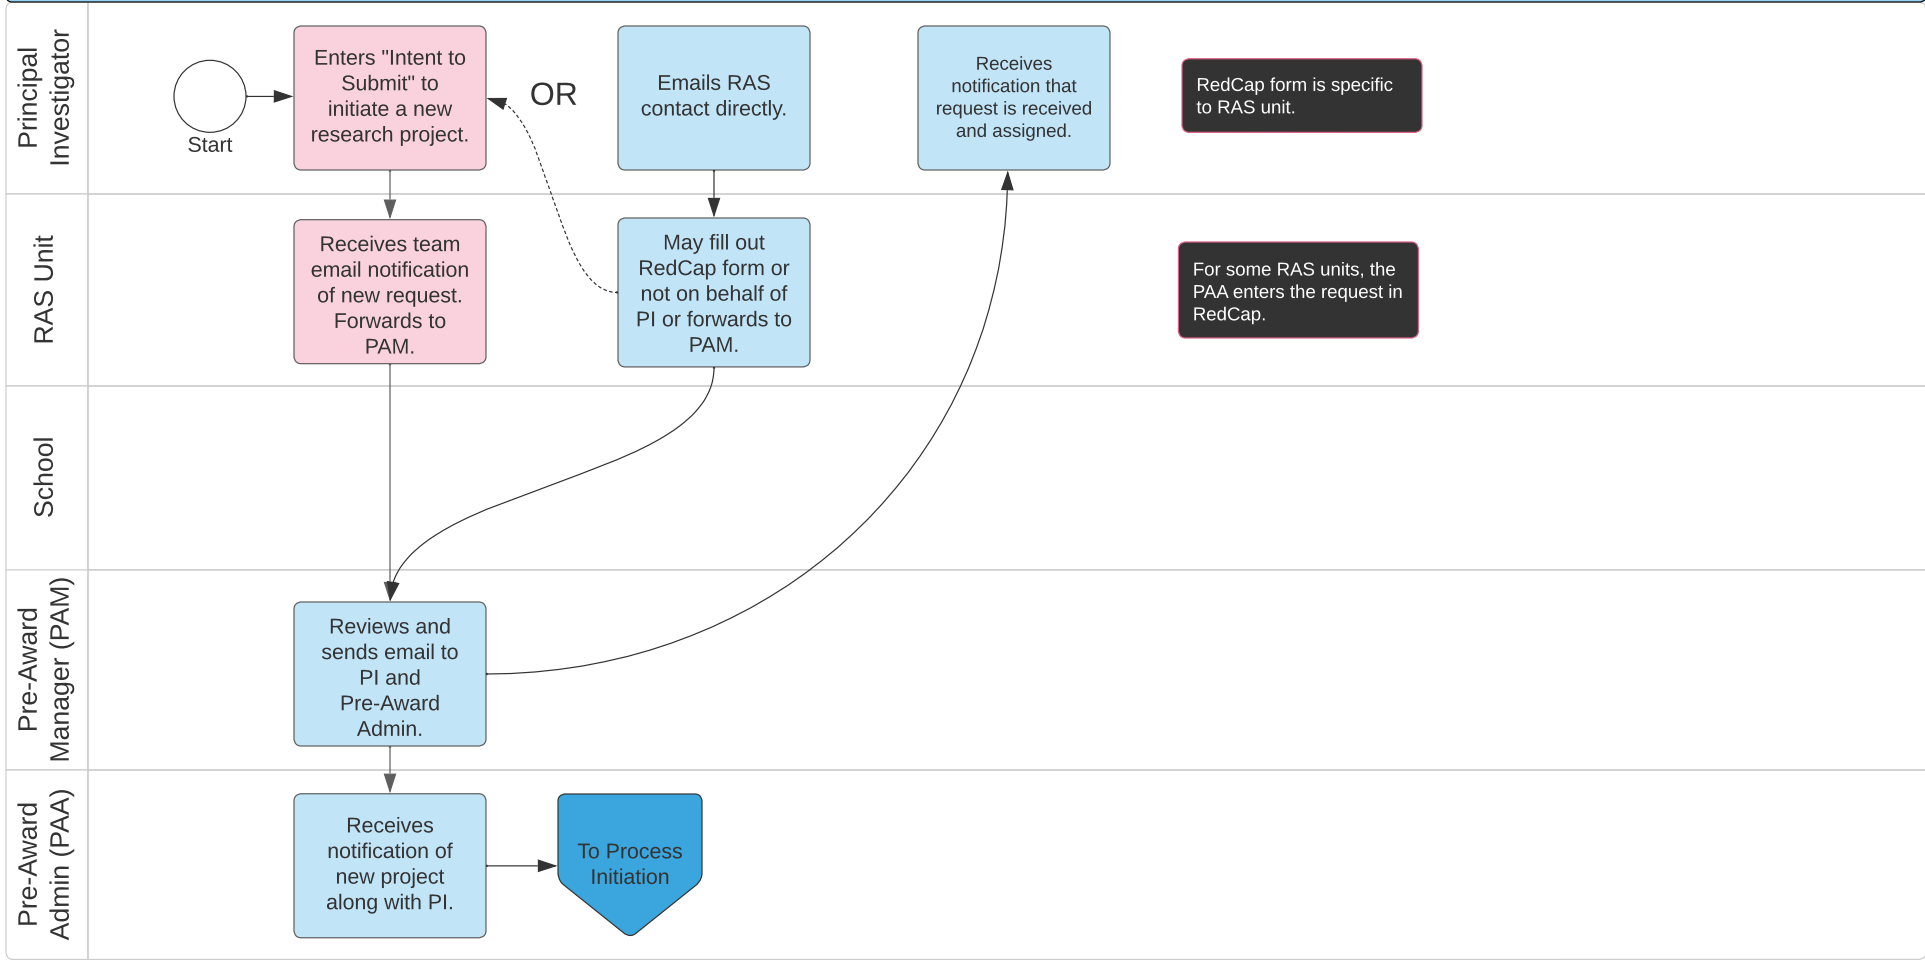 Principal
Investigator
Start
Enters "Intent to
Submit" to
initiate a new
research project.
OR
Emails RAS
contact directly.
Receives
notification that
request is received
and assigned.
RedCap form is specific
to RAS unit.
RAS Unit
Receives team
email notification
of new request.
Forwards to
PAM.
May fill out
RedCap form or
not on behalf of
PI or forwards to
PAM.
For some RAS units, the
PAA enters the request in
RedCap.
School
Pre-Award
Manager (PAM)
Reviews and
sends email to
PI and
Pre-Award
Admin.
Pre-Award
Admin (PAA)
Receives
notification of
new project
along with PI.
To Process
Initiation